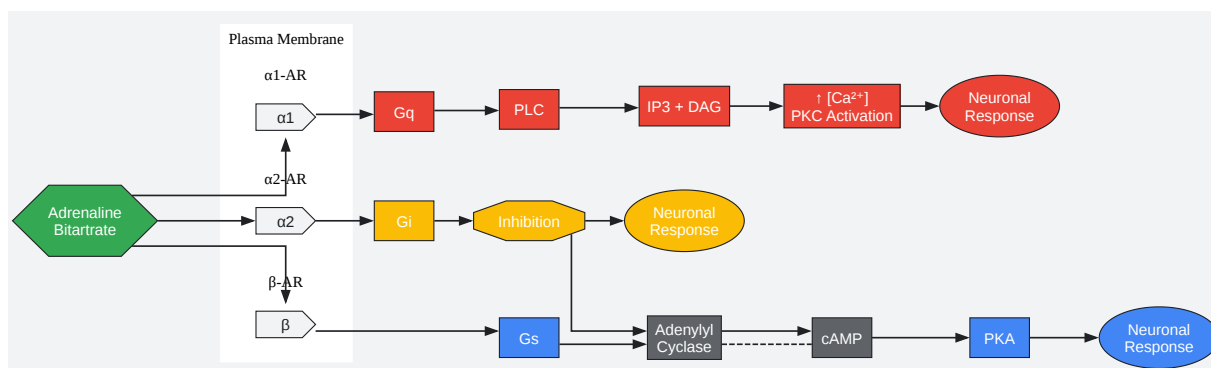 Plasma Membrane
α1-AR
α1
Gq
PLC
IP3 + DAG
↑ [Ca²⁺]
PKC Activation
Neuronal
Response
α2-AR
Adrenaline
Bitartrate
α2
Gi
Inhibition
Neuronal
Response
β-AR
β
Gs
Adenylyl
Cyclase
cAMP
PKA
Neuronal
Response